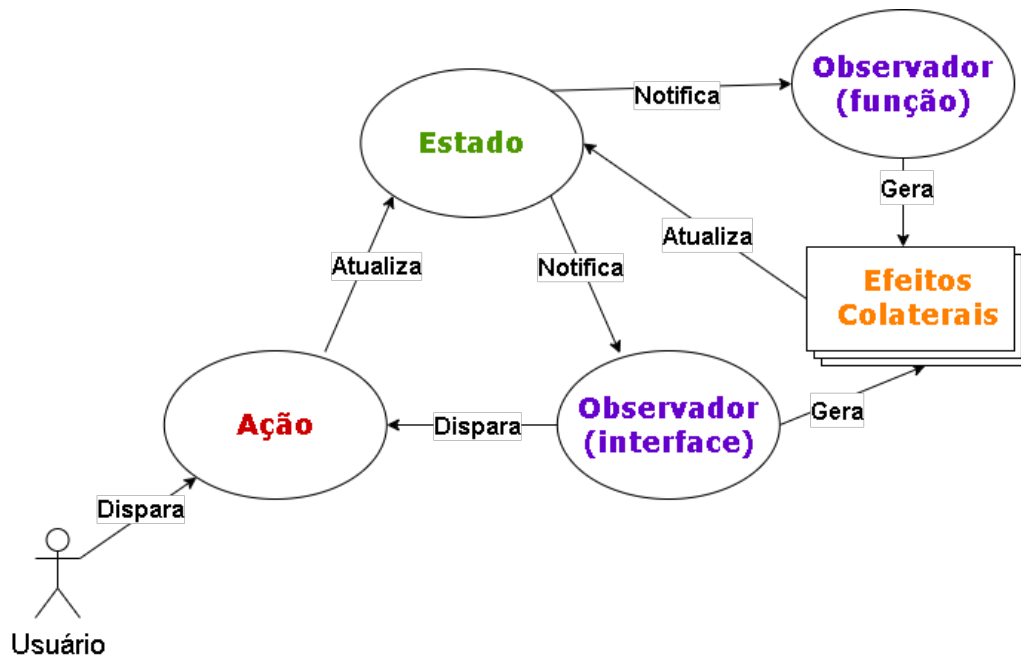 Observador
(função)
Notifica
Estado
Gera
Atualiza
Atualiza
Notifica
Efeitos
Colaterais
Observador
(interface)
Gera
Ação
Dispara
Dispara
Usuário